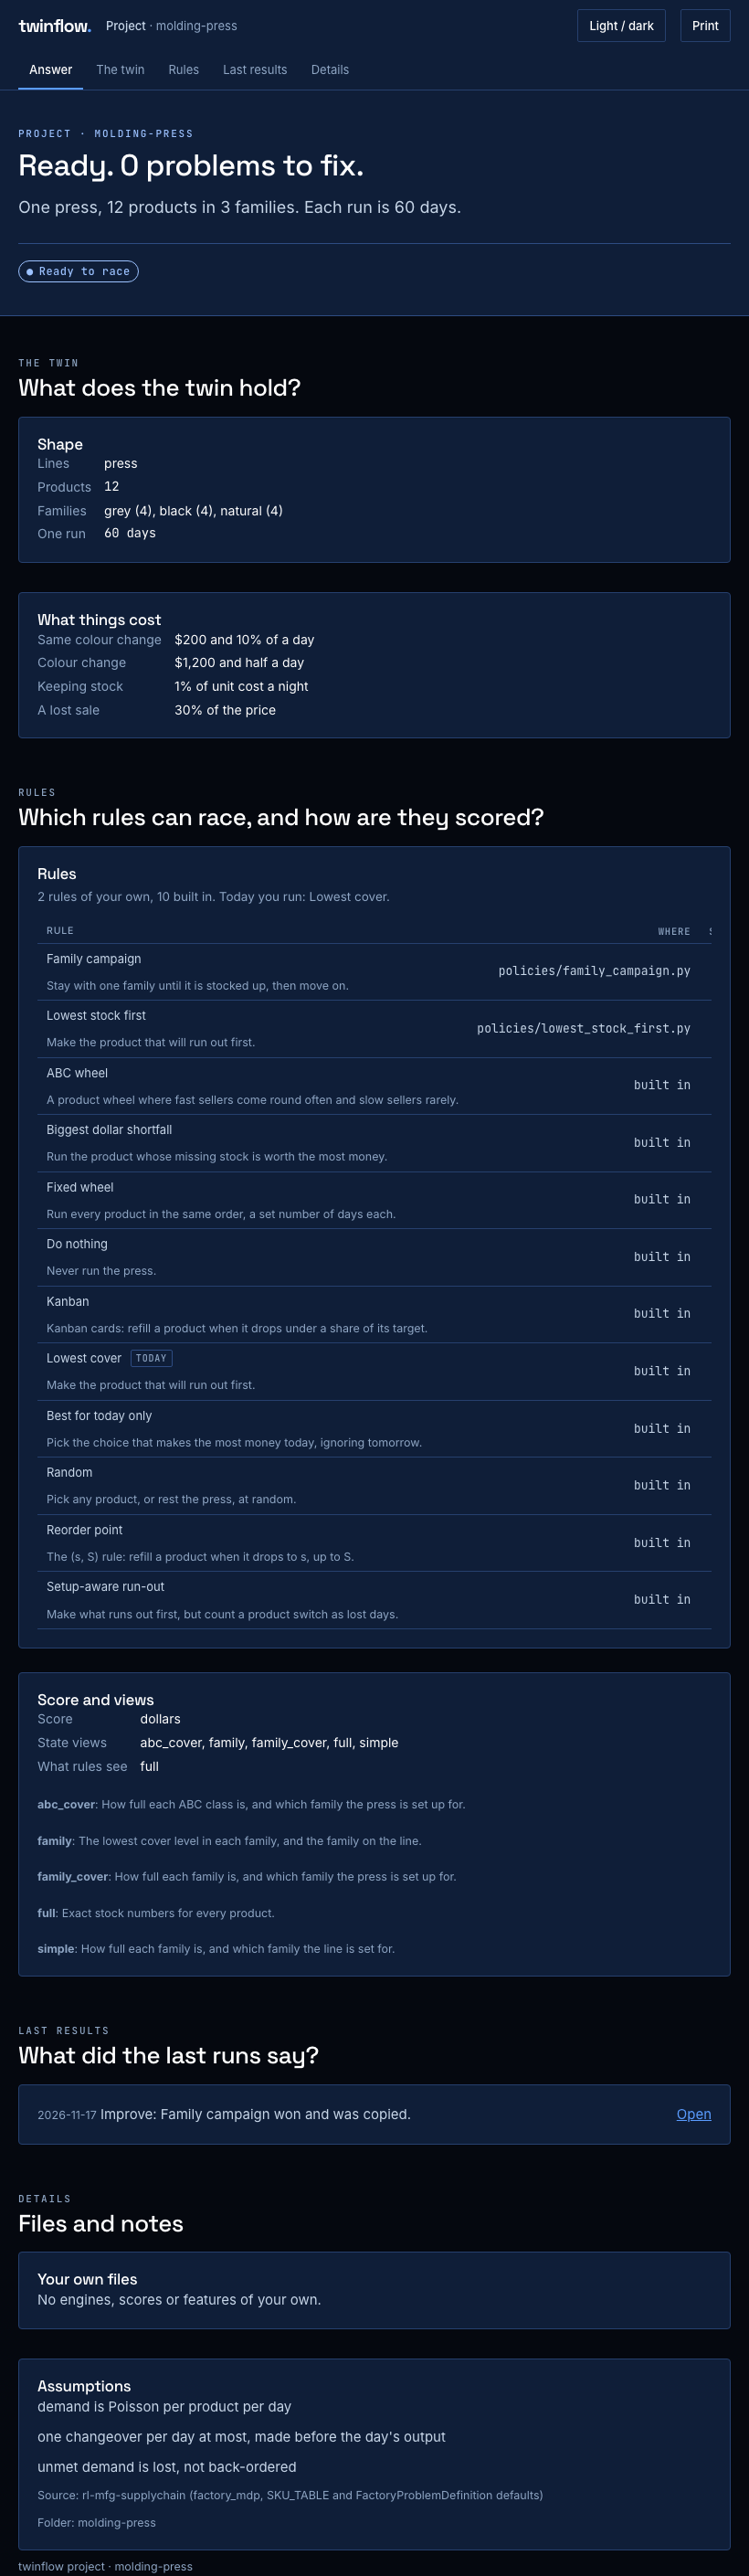 twinflow. Project · molding-press Light / dark Print
Answer The twin Rules Last results Details
PROJECT · MOLDING-PRESS
Ready. 0 problems to fix.
One press, 12 products in 3 families. Each run is 60 days.
● Ready to race
THE TWIN
What does the twin hold?
Shape
Lines press
Products 12
Families grey (4), black (4), natural (4)
One run 60 days
What things cost
Same colour change $200 and 10% of a day
Colour change $1,200 and half a day
Keeping stock 1% of unit cost a night
A lost sale 30% of the price
RULES
Which rules can race, and how are they scored?
Rules
2 rules of your own, 10 built in. Today you run: Lowest cover.
RULE WHERE
Family campaign
policies/family_campaign.py
Stay with one family until it is stocked up, then move on.
Lowest stock first
policies/lowest_stock_first.py
Make the product that will run out first.
ABC wheel
built in
A product wheel where fast sellers come round often and slow sellers rarely.
Biggest dollar shortfall
built in
Run the product whose missing stock is worth the most money.
Fixed wheel
built in
Run every product in the same order, a set number of days each.
Do nothing
built in
Never run the press.
Kanban
built in
Kanban cards: refill a product when it drops under a share of its target.
Lowest cover TODAY
built in
Make the product that will run out first.
Best for today only
built in
Pick the choice that makes the most money today, ignoring tomorrow.
Random
built in
Pick any product, or rest the press, at random.
Reorder point
built in
The (s, S) rule: refill a product when it drops to s, up to S.
Setup-aware run-out
built in
Make what runs out first, but count a product switch as lost days.
Score and views
Score dollars
State views abc_cover, family, family_cover, full, simple
What rules see full
abc_cover: How full each ABC class is, and which family the press is set up for.
family: The lowest cover level in each family, and the family on the line.
family_cover: How full each family is, and which family the press is set up for.
full: Exact stock numbers for every product.
simple: How full each family is, and which family the line is set for.
LAST RESULTS
What did the last runs say?
2026-11-17 Improve: Family campaign won and was copied. Open
DETAILS
Files and notes
Your own files
No engines, scores or features of your own.
Assumptions
demand is Poisson per product per day
one changeover per day at most, made before the day's output
unmet demand is lost, not back-ordered
Source: rl-mfg-supplychain (factory_mdp, SKU_TABLE and FactoryProblemDefinition defaults)
Folder: molding-press
twinflow project · molding-press